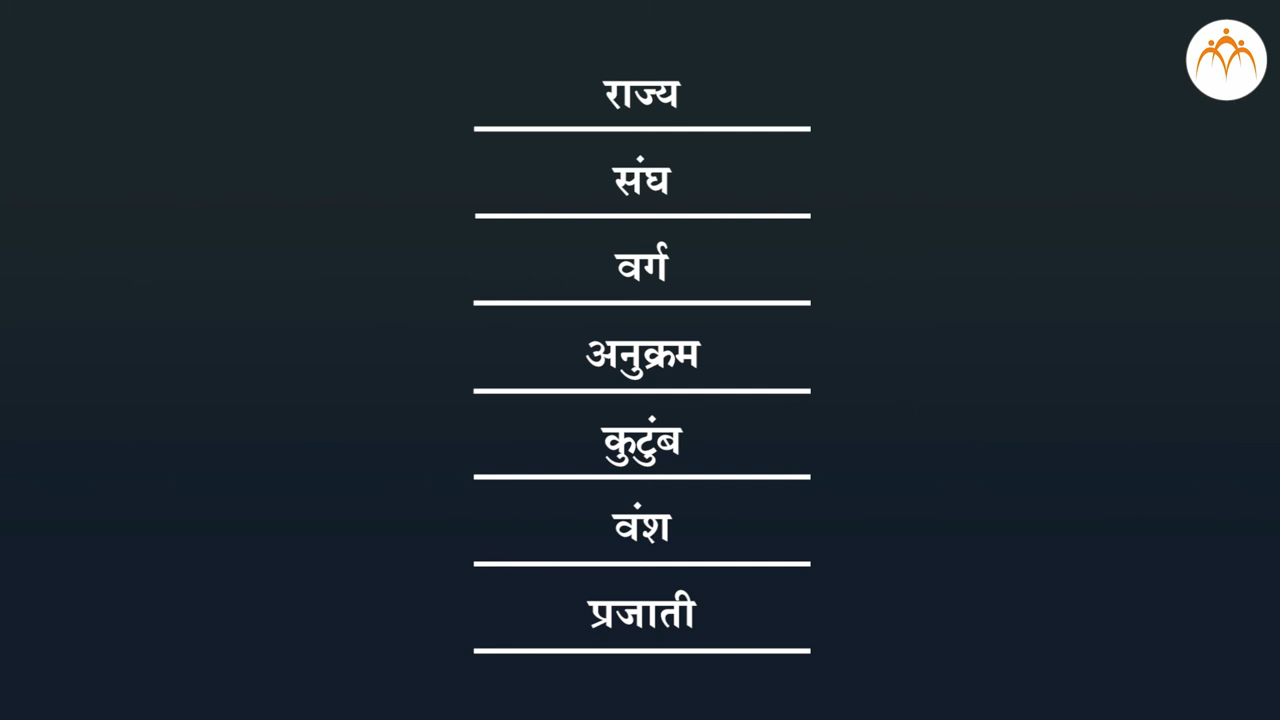 राज्य
संघ
वर्ग
अनुक्रम
कुटुंब
वंश
प्रजाती